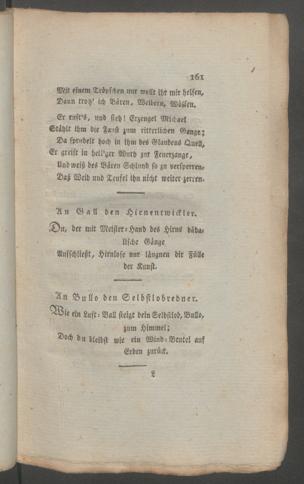 161
Mit einem Tröpfchen nur wollt ihr mir helfen,
Dann troz' ich Bären, Weibern, Wölfen.
Er ruft's, und sieh! Erzengel Michael
Stählt ihm die Faust zum ritterlichen Gange;
Da sprudelt hoch in ihm des Glaubens Quell,
Er greift in heil'ger Wuth zur Feuerzange,
Und weiß des Bären Schlund so zu versperren,
Daß Weib und Teufel ihn nicht weiter zerren.
An Gall den Hirnentwickler.
Du, der mit Meister-Hand des Hirns däda-
lische Gänge
Aufschließt, Hirnlose nur läugnen dir Fülle
der Kunst.
An Bullo den Selbstlobredner.
Wie ein Luft-Ball steigt dein Selbstlob, Bullo,
zum Himmel;
Doch du bleibst wie ein Wind-Beutel auf
Erden zurück.
L